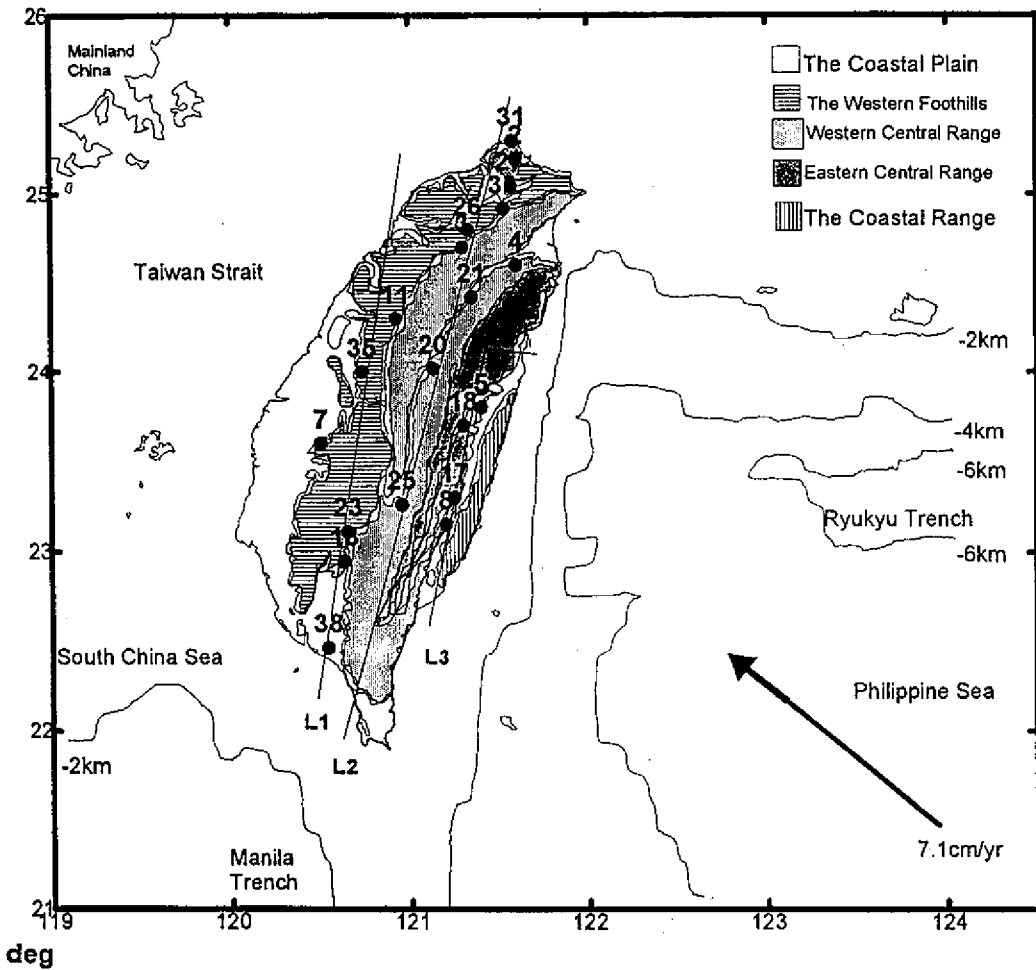 26
Mainland
China
The Coastal Plain
The Western Foothills
Western Central Range
Eastern Central Range
The Coastal Range
31
2
3
25
26
4
Taiwan Strait
21
11
-2km
20
35
24
5
18
7
-4km
-6km
17
25
8
23
Ryukyu Trench
23
-6km
38
South China Sea
L3
Philippine Sea
L1
22
L2
-2km
7.1cm/yr
Manila
Trench
21
119
120
121
122
123
124
deg